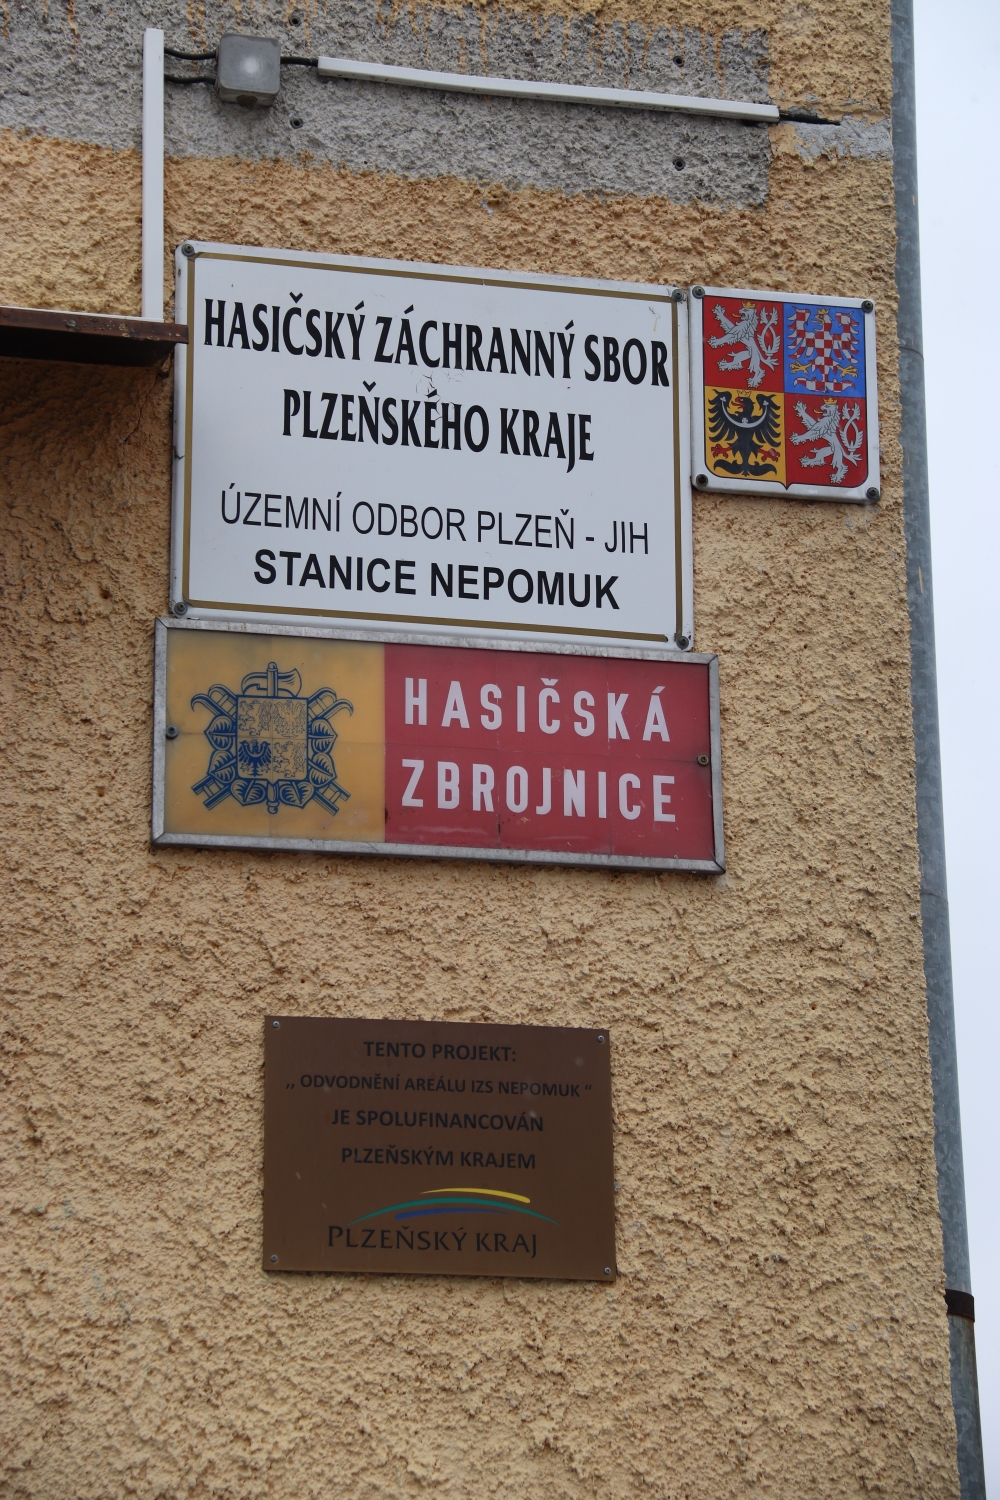 HASIČSKÝ ZÁCHRANNÝ SBOR
PLZEŇSKÉHO KRAJE
ÚZEMNÍ ODBOR PLZEŇ - JIH
STANICE NEPOMUK
HASIČSKÁ
ZBROJNICE
TENTO PROJEKT:
,, ODVODNĚNÍ AREÁLU IZS NEPOMUK “
JE SPOLUFINANCOVÁN
PLZEŇSKÝM KRAJEM
PLZEŇSKÝ KRAJ